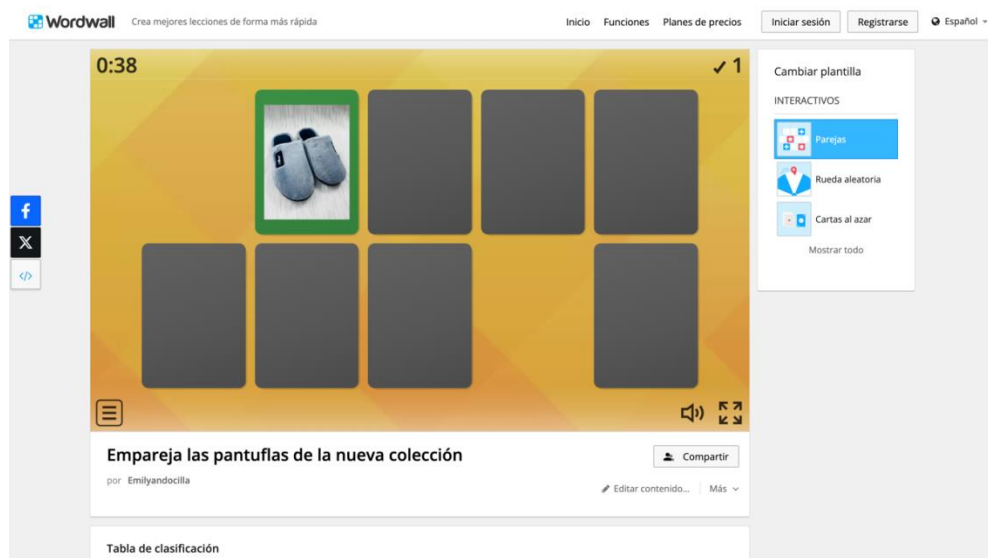 Wordwall
Crea mejores lecciones de forma más rápida
Inicio Funciones Planes de precios
Iniciar sesión
Registrarse
Español
0:38
✓ 1
Cambiar plantilla
INTERACTIVOS
Parejas
Rueda aleatoria
Cartas al azar
Mostrar todo
f
X
</>
Empareja las pantuflas de la nueva colección
Compartir
por Emilyandocilla
Editar contenido... Más
Tabla de clasificación